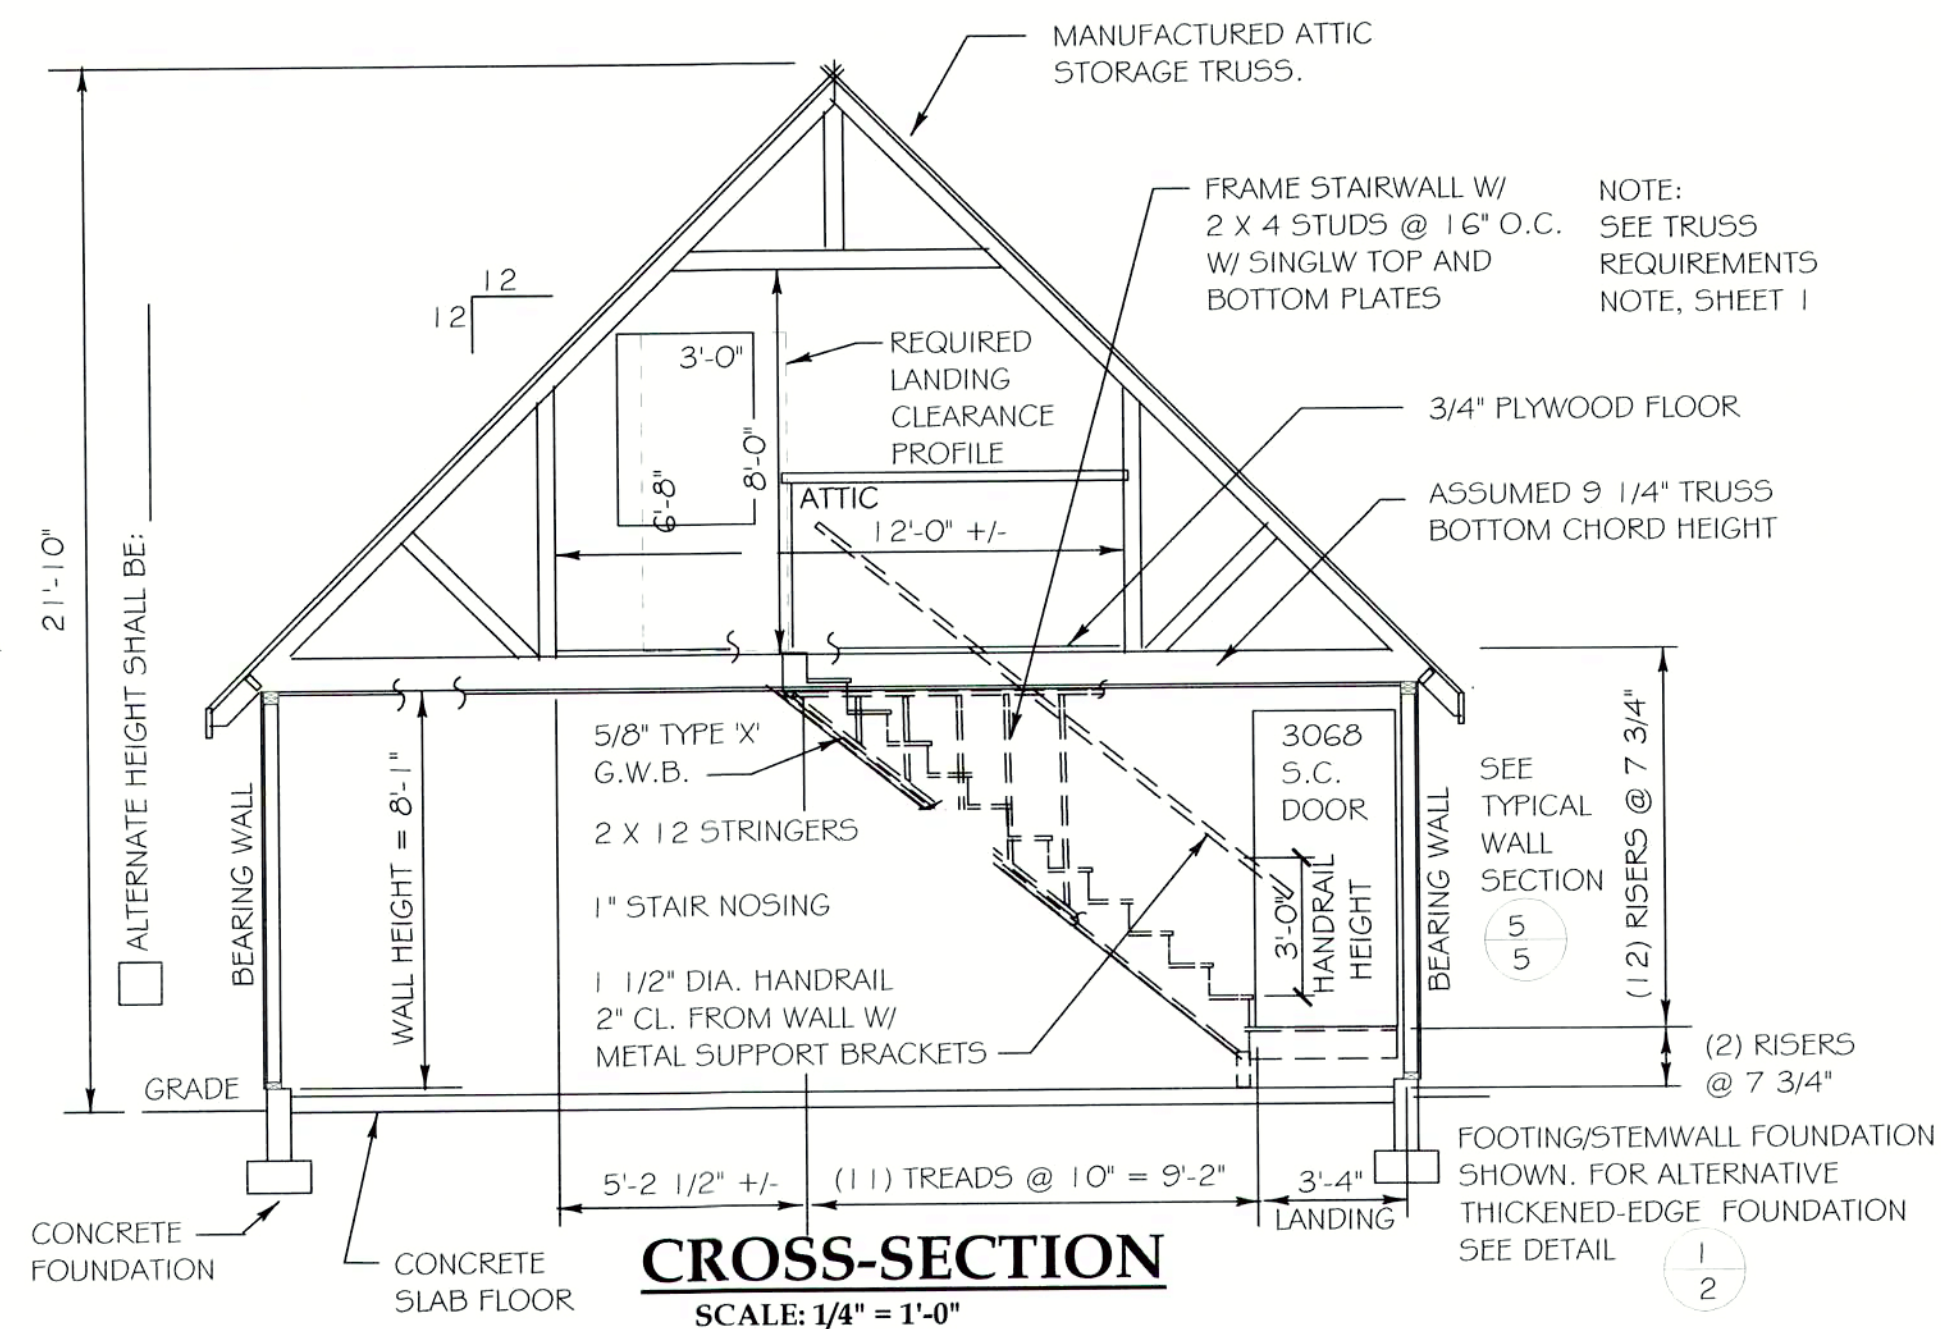 MANUFACTURED ATTIC
STORAGE TRUSS.
FRAME STAIRWALL W/
2 X 4 STUDS @ 16" O.C.
W/ SINGLW TOP AND
BOTTOM PLATES
NOTE:
SEE TRUSS
REQUIREMENTS
NOTE, SHEET 1
12
12
3'-0"
6'-8"
8'-0"
REQUIRED
LANDING
CLEARANCE
PROFILE
ATTIC
12'-0" +/-
3/4" PLYWOOD FLOOR
ASSUMED 9 1/4" TRUSS
BOTTOM CHORD HEIGHT
21'-10"
ALTERNATE HEIGHT SHALL BE:
BEARING WALL
WALL HEIGHT = 8'-1"
5/8" TYPE 'X'
G.W.B.
2 X 12 STRINGERS
1" STAIR NOSING
1 1/2" DIA. HANDRAIL
2" CL. FROM WALL W/
METAL SUPPORT BRACKETS
3068
S.C.
DOOR
3'-0"
HANDRAIL
HEIGHT
BEARING WALL
SEE
TYPICAL
WALL
SECTION
5
5
(12) RISERS @ 7 3/4"
(2) RISERS
@ 7 3/4"
GRADE
5'-2 1/2" +/-
(11) TREADS @ 10" = 9'-2"
3'-4"
LANDING
FOOTING/STEMWALL FOUNDATION
SHOWN. FOR ALTERNATIVE
THICKENED-EDGE FOUNDATION
SEE DETAIL
1
2
CONCRETE
FOUNDATION
CONCRETE
SLAB FLOOR
CROSS-SECTION
SCALE: 1/4" = 1'-0"